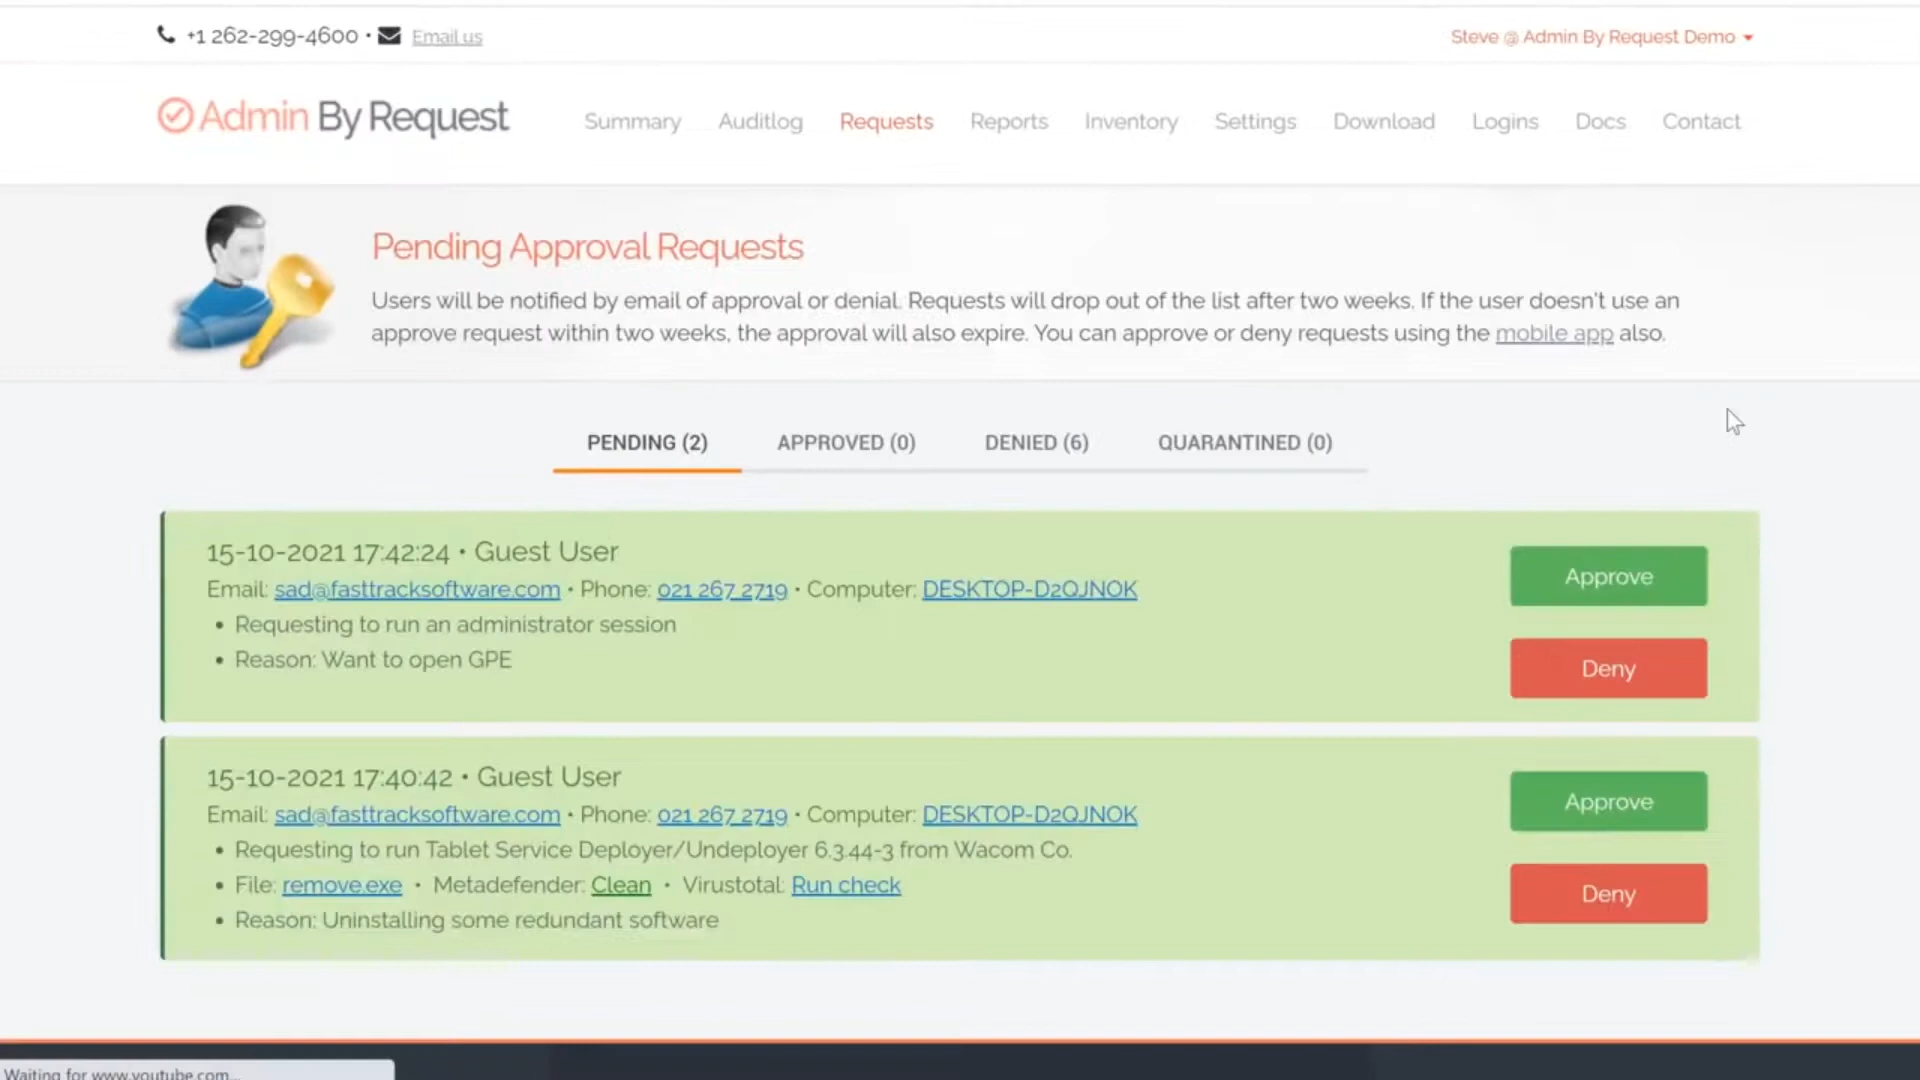 +1 262-299-4600 • Email us
Steve @ Admin By Request Demo
Admin By Request
Summary Auditlog Requests Reports Inventory Settings Download Logins Docs Contact
Pending Approval Requests
Users will be notified by email of approval or denial. Requests will drop out of the list after two weeks. If the user doesn't use an
approve request within two weeks, the approval will also expire. You can approve or deny requests using the mobile app also.
PENDING (2) APPROVED (0) DENIED (6) QUARANTINED (0)
15-10-2021 17:42:24 • Guest User
Email: sad@fasttracksoftware.com • Phone: 021 267 2719 • Computer: DESKTOP-D2QJNOK
• Requesting to run an administrator session
• Reason: Want to open GPE
Approve
Deny
15-10-2021 17:40:42 • Guest User
Email: sad@fasttracksoftware.com • Phone: 021 267 2719 • Computer: DESKTOP-D2QJNOK
• Requesting to run Tablet Service Deployer/Undeployer 6.3.44-3 from Wacom Co.
• File: remove.exe • Metadefender: Clean • Virustotal: Run check
• Reason: Uninstalling some redundant software
Approve
Deny
Waiting for www.youtube.com...